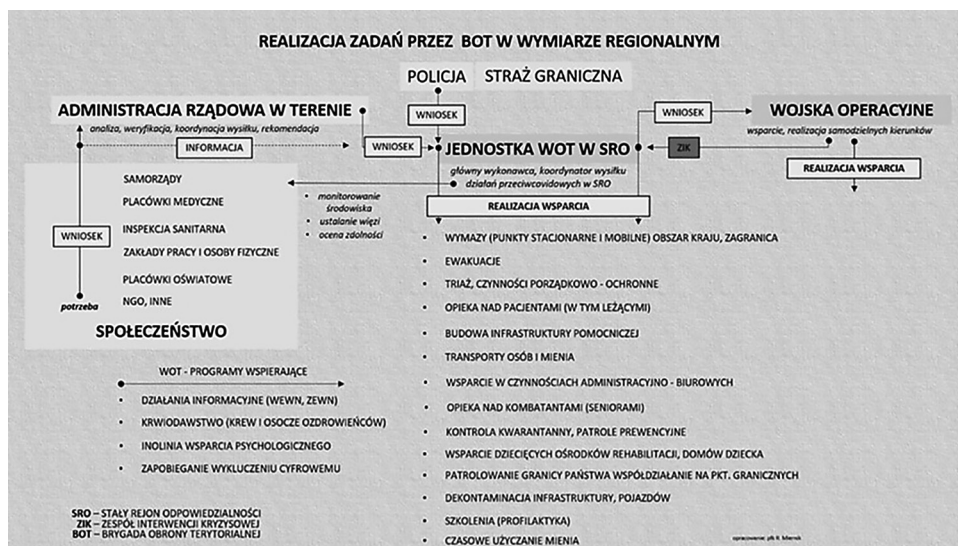 REALIZACJA ZADAŃ PRZEZ BOT W WYMIARZE REGIONALNYM
POLICJA
STRAŻ GRANICZNA
ADMINISTRACJA RZĄDOWA W TERENIE
analiza, weryfikacja, koordynacja wysiłku, rekomendacja
INFORMACJA
WNIOSEK
WNIOSEK
WNIOSEK
WOJSKA OPERACYJNE
wsparcie, realizacja samodzielnych kierunków
JEDNOSTKA WOT W SRO
ZIK
REALIZACJA WSPARCIA
główny wykonawca, koordynator wysiłku
działań przeciwcovidowych w SRO
REALIZACJA WSPARCIA
SAMORZĄDY
PLACÓWKI MEDYCZNE
INSPEKCJA SANITARNA
WNIOSEK
ZAKŁADY PRACY I OSOBY FIZYCZNE
PLACÓWKI OŚWIATOWE
potrzeba
NGO, INNE
SPOŁECZEŃSTWO
• monitorowanie
środowiska
• ustalanie więzi
• ocena zdolności
• WYMAZY (PUNKTY STACJONARNE I MOBILNE) OBSZAR KRAJU, ZAGRANICA
• EWAKUACJE
• TRIAŻ, CZYNNOŚCI PORZĄDKOWO - OCHRONNE
• OPIEKA NAD PACJENTAMI (W TYM LEŻĄCYMI)
• BUDOWA INFRASTRUKTURY POMOCNICZEJ
• TRANSPORTY OSÓB I MIENIA
• WSPARCIE W CZYNNOŚCIACH ADMINISTRACYJNO - BIUROWYCH
• OPIEKA NAD KOMBATANTAMI (SENIORAMI)
• KONTROLA KWARANTANNY, PATROLE PREWENCYJNE
• WSPARCIE DZIECIĘCYCH OŚRODKÓW REHABILITACJI, DOMÓW DZIECKA
• PATROLOWANIE GRANICY PAŃSTWA WSPÓŁDZIAŁANIE NA PKT. GRANICZNYCH
• DEKONTAMINACJA INFRASTRUKTURY, POJAZDÓW
• SZKOLENIA (PROFILAKTYKA)
• CZASOWE UŻYCZANIE MIENIA
WOT - PROGRAMY WSPIERAJĄCE
• DZIAŁANIA INFORMACYJNE (WEWN, ZEWN)
• KRWIODAWSTWO (KREW I OSOCZE OZDROWIEŃCÓW)
• INOLINIA WSPARCIA PSYCHOLOGICZNEGO
• ZAPOBIEGANIE WYKLUCZENIU CYFROWEMU
SRO – STAŁY REJON ODPOWIEDZIALNOŚCI
ZIK – ZESPÓŁ INTERWENCJI KRYZYSOWEJ
BOT – BRYGADA OBRONY TERYTORIALNEJ
opracowanie: płk R. Miernik